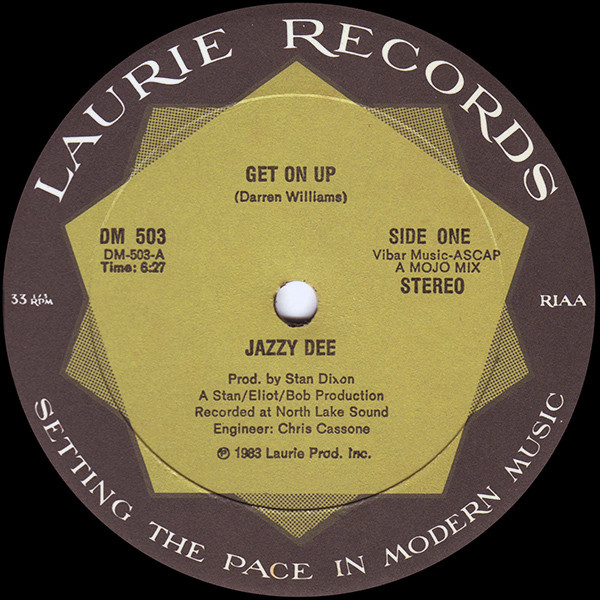 LAURIE RECORDS
GET ON UP
(Darren Williams)
DM 503
DM-503-A
Time: 6:27
SIDE ONE
Vibar Music-ASCAP
A MOJO MIX
STEREO
33 1/3 RPM
RIAA
JAZZY DEE
Prod. by Stan Dixon
A Stan/Eliot/Bob Production
Recorded at North Lake Sound
Engineer: Chris Cassone
℗ 1983 Laurie Prod. Inc.
SETTING THE PACE IN MODERN MUSIC